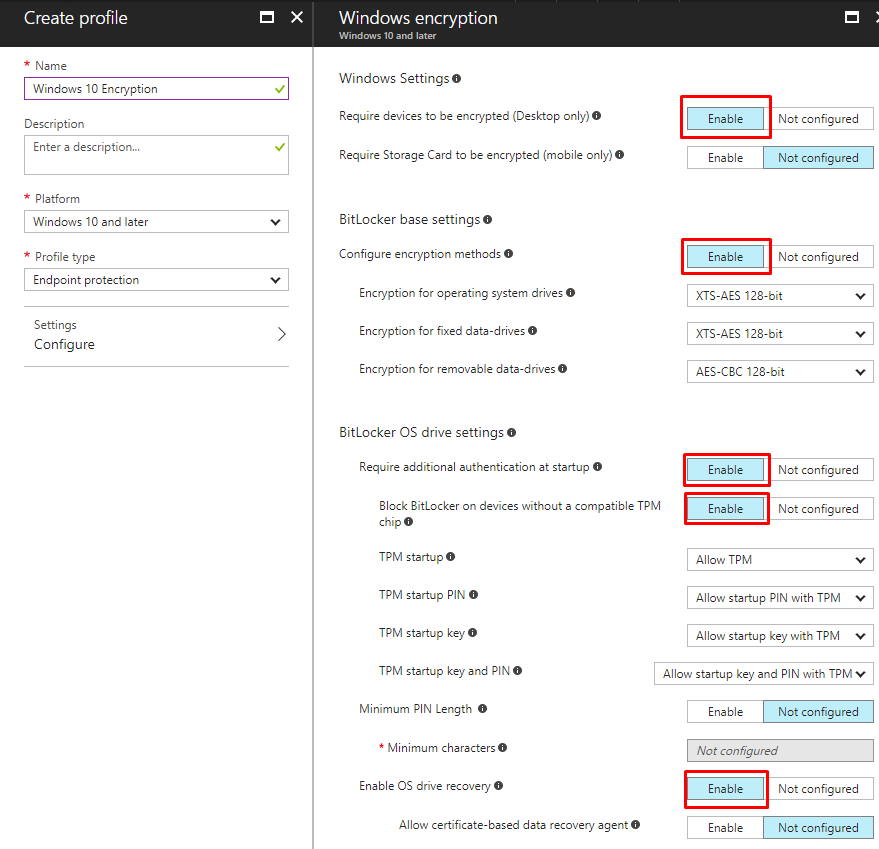 Create profile
* Name
Windows 10 Encryption
Description
Enter a description...
* Platform
Windows 10 and later
* Profile type
Endpoint protection
Settings
Configure
Windows encryption
Windows 10 and later
Windows Settings
Require devices to be encrypted (Desktop only) Enable Not configured
Require Storage Card to be encrypted (mobile only) Enable Not configured
BitLocker base settings
Configure encryption methods Enable Not configured
Encryption for operating system drives XTS-AES 128-bit
Encryption for fixed data-drives XTS-AES 128-bit
Encryption for removable data-drives AES-CBC 128-bit
BitLocker OS drive settings
Require additional authentication at startup Enable Not configured
Block BitLocker on devices without a compatible TPM
chip Enable Not configured
TPM startup Allow TPM
TPM startup PIN Allow startup PIN with TPM
TPM startup key Allow startup key with TPM
TPM startup key and PIN Allow startup key and PIN with TPM
Minimum PIN Length Enable Not configured
* Minimum characters Not configured
Enable OS drive recovery Enable Not configured
Allow certificate-based data recovery agent Enable Not configured